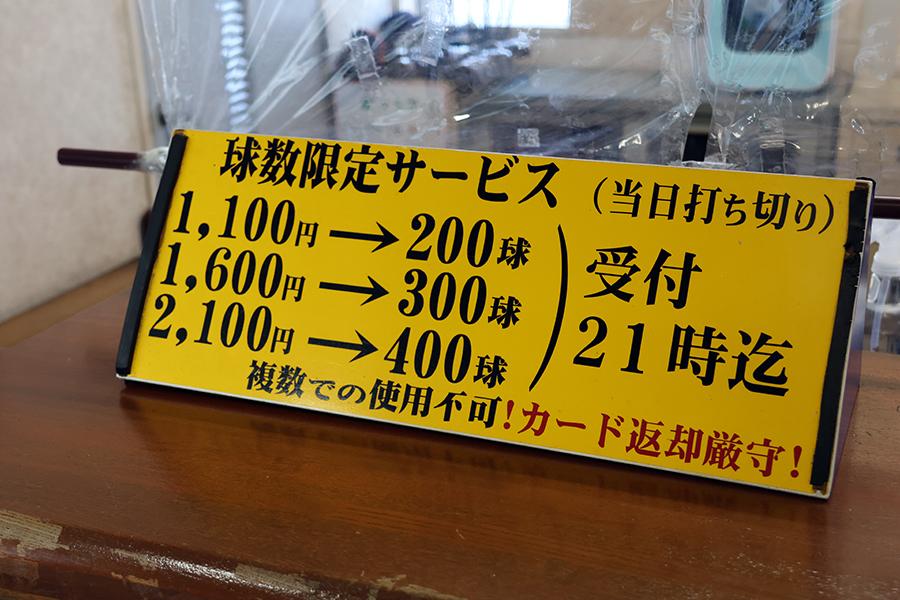 球数限定サービス (当日打ち切り)
1,100円→200球
1,600円→300球
2,100円→400球
受付
21時迄
複数での使用不可!カード返却厳守!